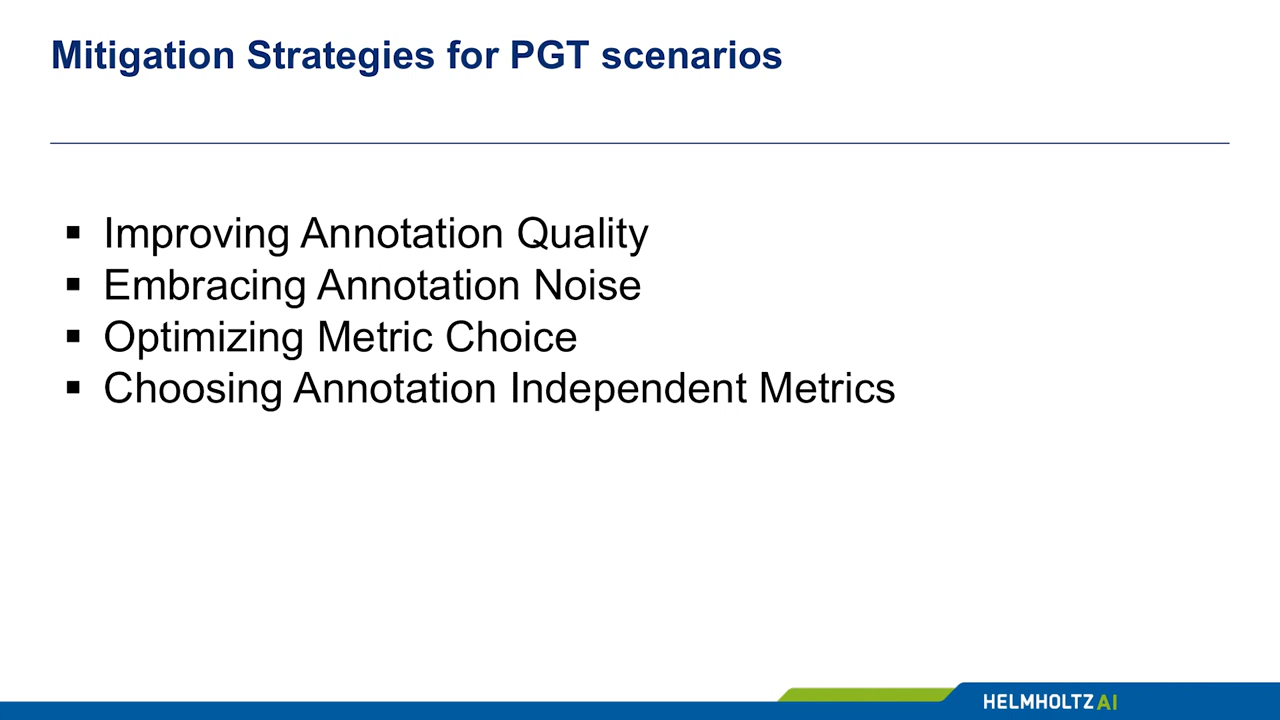 Mitigation Strategies for PGT scenarios
▪ Improving Annotation Quality
▪ Embracing Annotation Noise
▪ Optimizing Metric Choice
▪ Choosing Annotation Independent Metrics
HELMHOLTZ AI